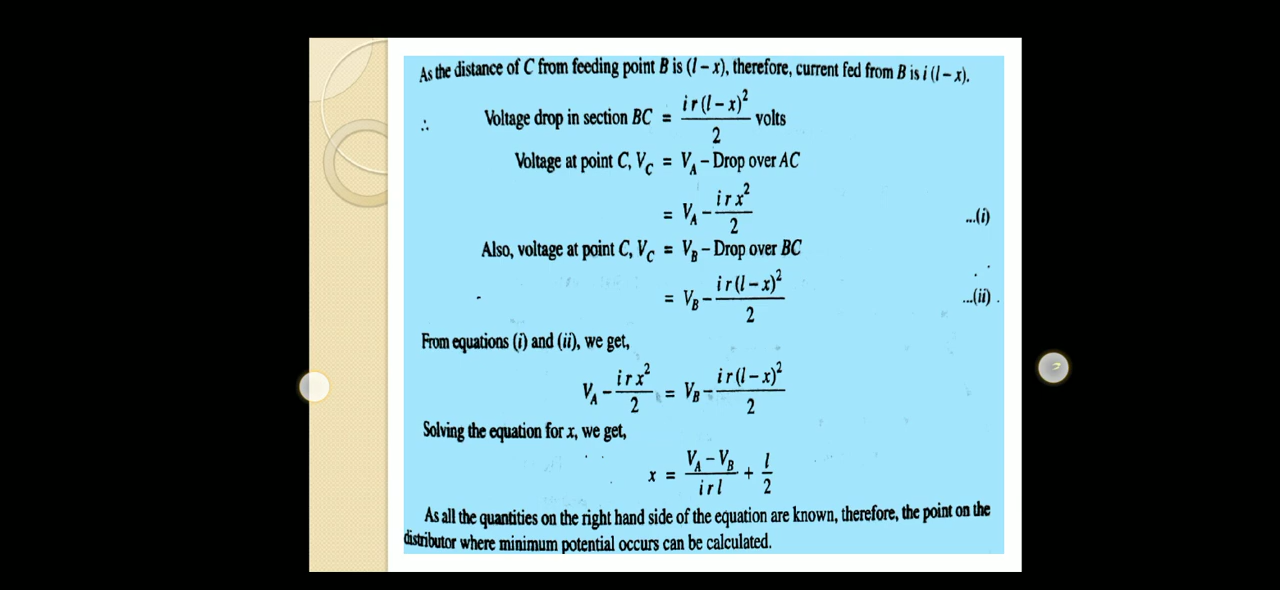 As the distance of C from feeding point B is (l – x), therefore, current fed from B is i (l – x).
∴ Voltage drop in section BC = i r (l – x)² / 2 volts
Voltage at point C, V_C = V_A – Drop over AC
= V_A – i r x² / 2 ...(i)
Also, voltage at point C, V_C = V_B – Drop over BC
= V_B – i r (l – x)² / 2 ...(ii)
From equations (i) and (ii), we get,
V_A – i r x² / 2 = V_B – i r (l – x)² / 2
Solving the equation for x, we get,
x = V_A – V_B / i r l + l / 2
As all the quantities on the right hand side of the equation are known, therefore, the point on the
distributor where minimum potential occurs can be calculated.